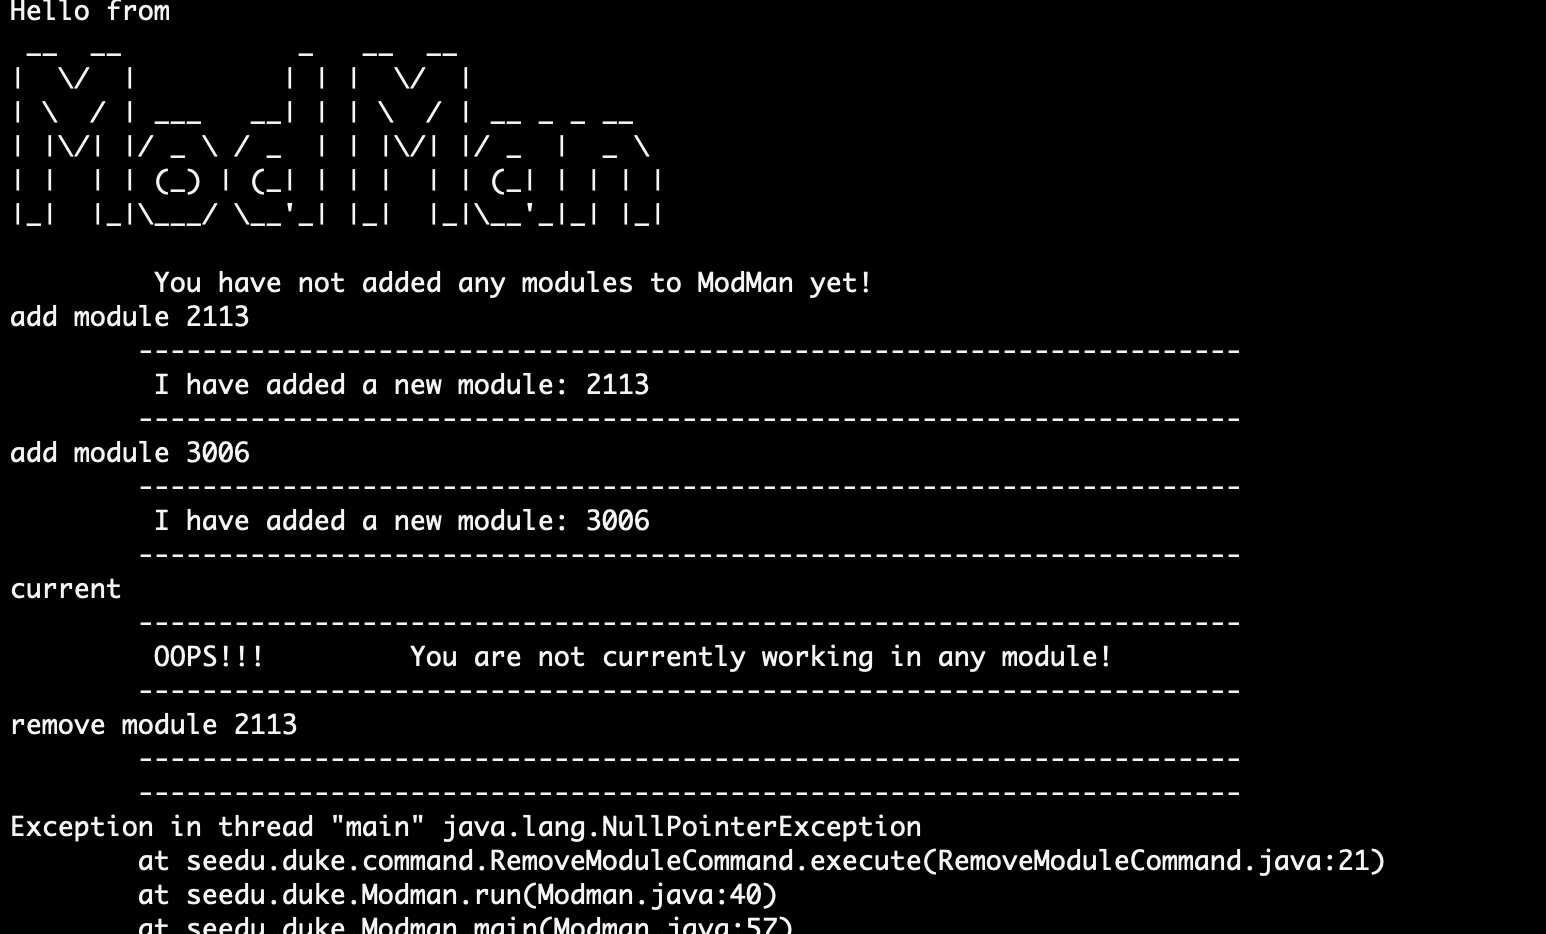 Hello from
 __  __           _   __  __
|  \/  |         | | |  \/  |
| \  / | ___   __| | | \  / | __ _ _ __
| |\/| |/ _ \ / _  | | |\/| |/ _  |  _ \
| |  | | (_) | (_| | | |  | | (_| | | | |
|_|  |_|\___/ \__'_| |_|  |_|\__'_|_| |_|
You have not added any modules to ModMan yet!
add module 2113
---------------------------------------------------------------------
I have added a new module: 2113
---------------------------------------------------------------------
add module 3006
---------------------------------------------------------------------
I have added a new module: 3006
---------------------------------------------------------------------
current
---------------------------------------------------------------------
OOPS!!!         You are not currently working in any module!
---------------------------------------------------------------------
remove module 2113
---------------------------------------------------------------------
---------------------------------------------------------------------
Exception in thread "main" java.lang.NullPointerException
at seedu.duke.command.RemoveModuleCommand.execute(RemoveModuleCommand.java:21)
at seedu.duke.Modman.run(Modman.java:40)
at seedu.duke.Modman.main(Modman.java:57)